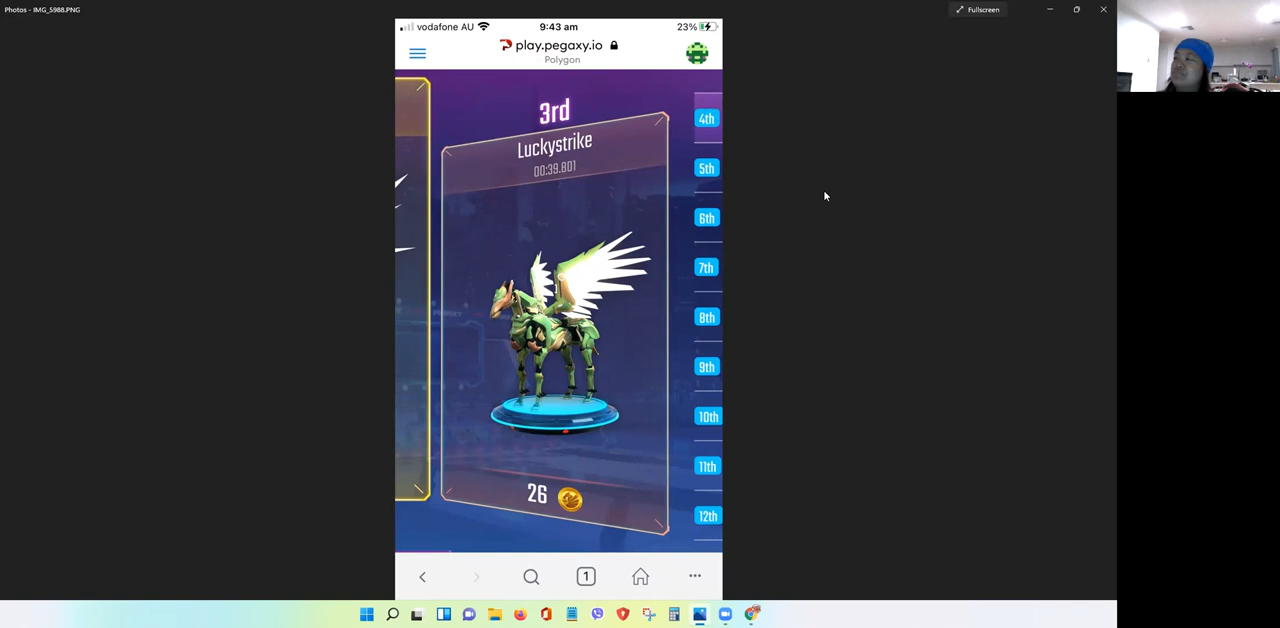 Photos - IMG_5988.PNG
Fullscreen
vodafone AU
9:43 am
23%
play.pegaxy.io
Polygon
3rd
Luckystrike
00:39.801
26
4th
5th
6th
7th
8th
9th
10th
11th
12th
1